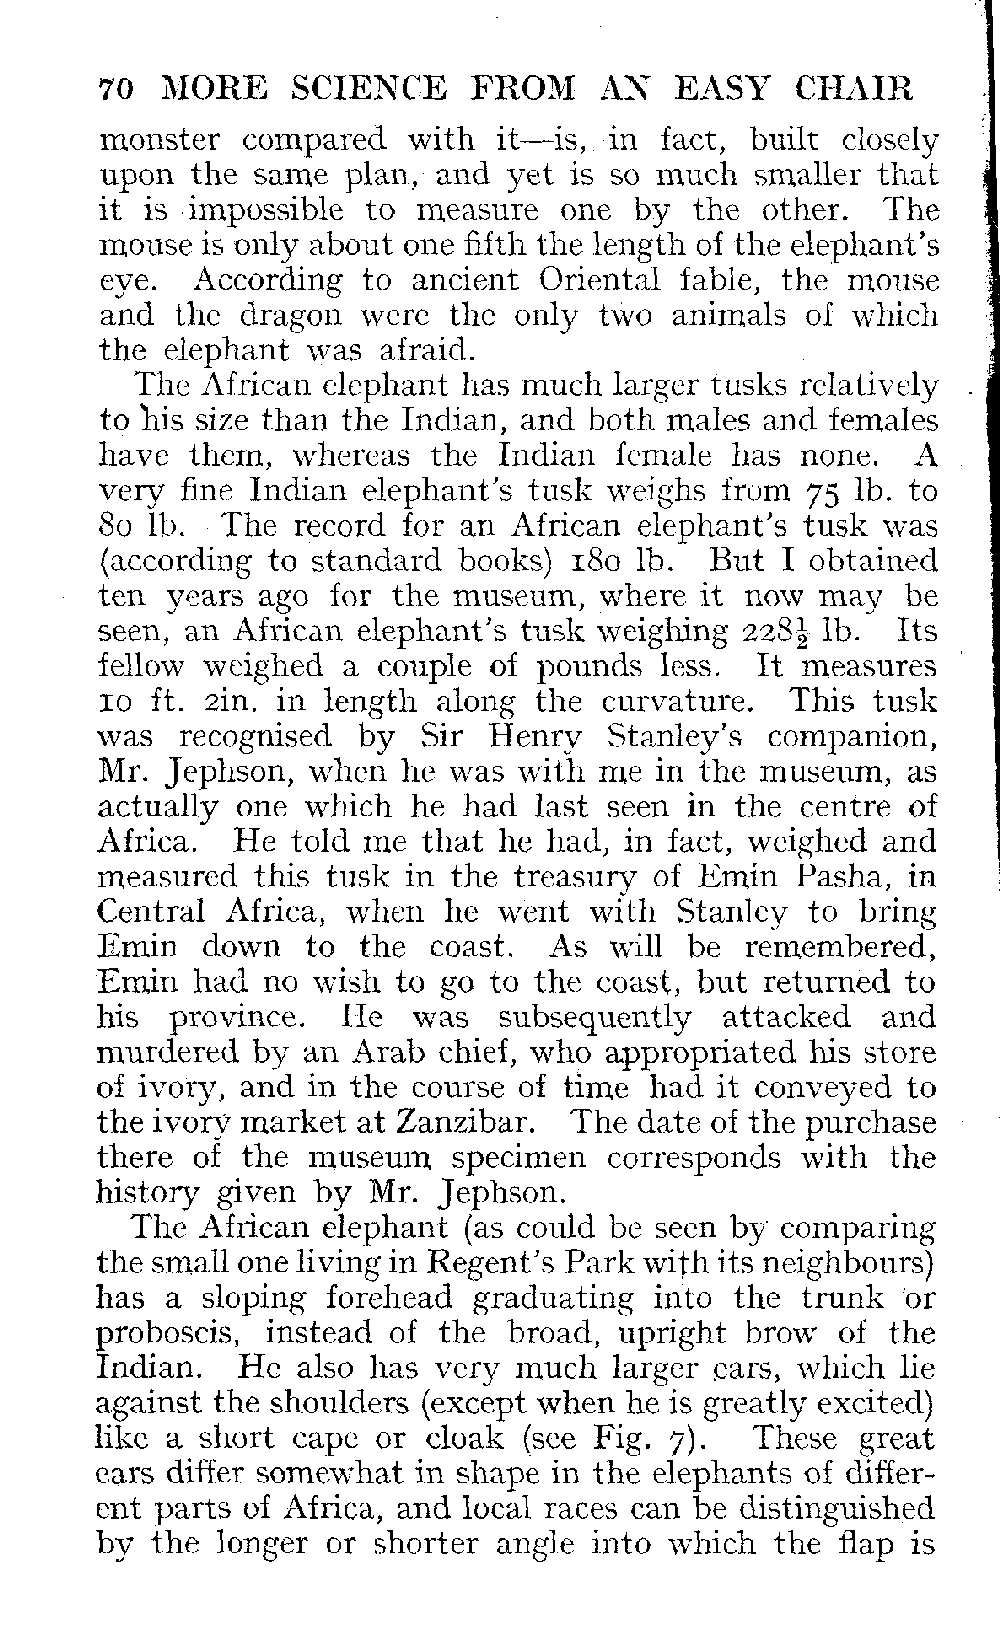 70 MORE SCIENCE FROM AN EASY CHAIR
monster compared with it—is, in fact, built closely
upon the same plan, and yet is so much smaller that
it is impossible to measure one by the other. The
mouse is only about one fifth the length of the elephant's
eye. According to ancient Oriental fable, the mouse
and the dragon were the only two animals of which
the elephant was afraid.
The African elephant has much larger tusks relatively
to his size than the Indian, and both males and females
have them, whereas the Indian female has none. A
very fine Indian elephant's tusk weighs from 75 lb. to
80 lb. The record for an African elephant's tusk was
(according to standard books) 180 lb. But I obtained
ten years ago for the museum, where it now may be
seen, an African elephant's tusk weighing 228½ lb. Its
fellow weighed a couple of pounds less. It measures
10 ft. 2in. in length along the curvature. This tusk
was recognised by Sir Henry Stanley's companion,
Mr. Jephson, when he was with me in the museum, as
actually one which he had last seen in the centre of
Africa. He told me that he had, in fact, weighed and
measured this tusk in the treasury of Emin Pasha, in
Central Africa, when he went with Stanley to bring
Emin down to the coast. As will be remembered,
Emin had no wish to go to the coast, but returned to
his province. He was subsequently attacked and
murdered by an Arab chief, who appropriated his store
of ivory, and in the course of time had it conveyed to
the ivory market at Zanzibar. The date of the purchase
there of the museum specimen corresponds with the
history given by Mr. Jephson.
The African elephant (as could be seen by comparing
the small one living in Regent's Park with its neighbours)
has a sloping forehead graduating into the trunk or
proboscis, instead of the broad, upright brow of the
Indian. He also has very much larger ears, which lie
against the shoulders (except when he is greatly excited)
like a short cape or cloak (see Fig. 7). These great
ears differ somewhat in shape in the elephants of differ-
ent parts of Africa, and local races can be distinguished
by the longer or shorter angle into which the flap is